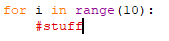 for i in range(10):
    #stuff